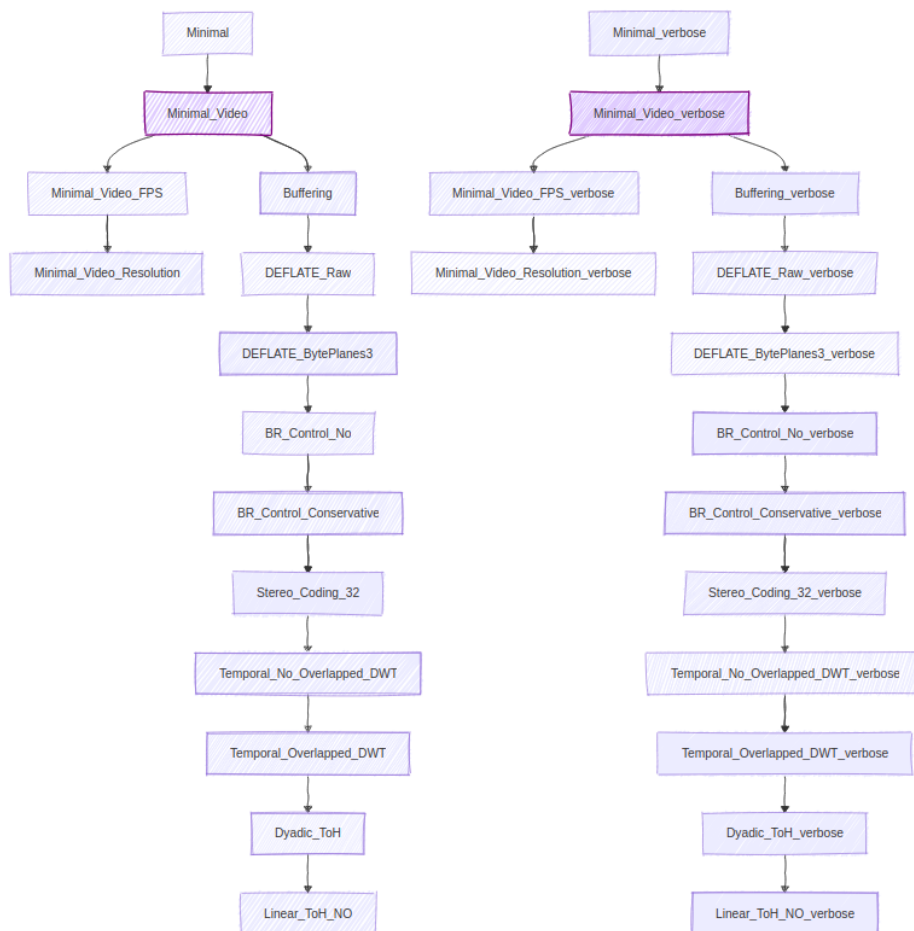 Minimal
Minimal_verbose
Minimal_Video
Minimal_Video_verbose
Minimal_Video_FPS
Buffering
Minimal_Video_FPS_verbose
Buffering_verbose
Minimal_Video_Resolution
DEFLATE_Raw
Minimal_Video_Resolution_verbose
DEFLATE_Raw_verbose
DEFLATE_BytePlanes3
DEFLATE_BytePlanes3_verbose
BR_Control_No
BR_Control_No_verbose
BR_Control_Conservative
BR_Control_Conservative_verbose
Stereo_Coding_32
Stereo_Coding_32_verbose
Temporal_No_Overlapped_DWT
Temporal_No_Overlapped_DWT_verbose
Temporal_Overlapped_DWT
Temporal_Overlapped_DWT_verbose
Dyadic_ToH
Dyadic_ToH_verbose
Linear_ToH_NO
Linear_ToH_NO_verbose